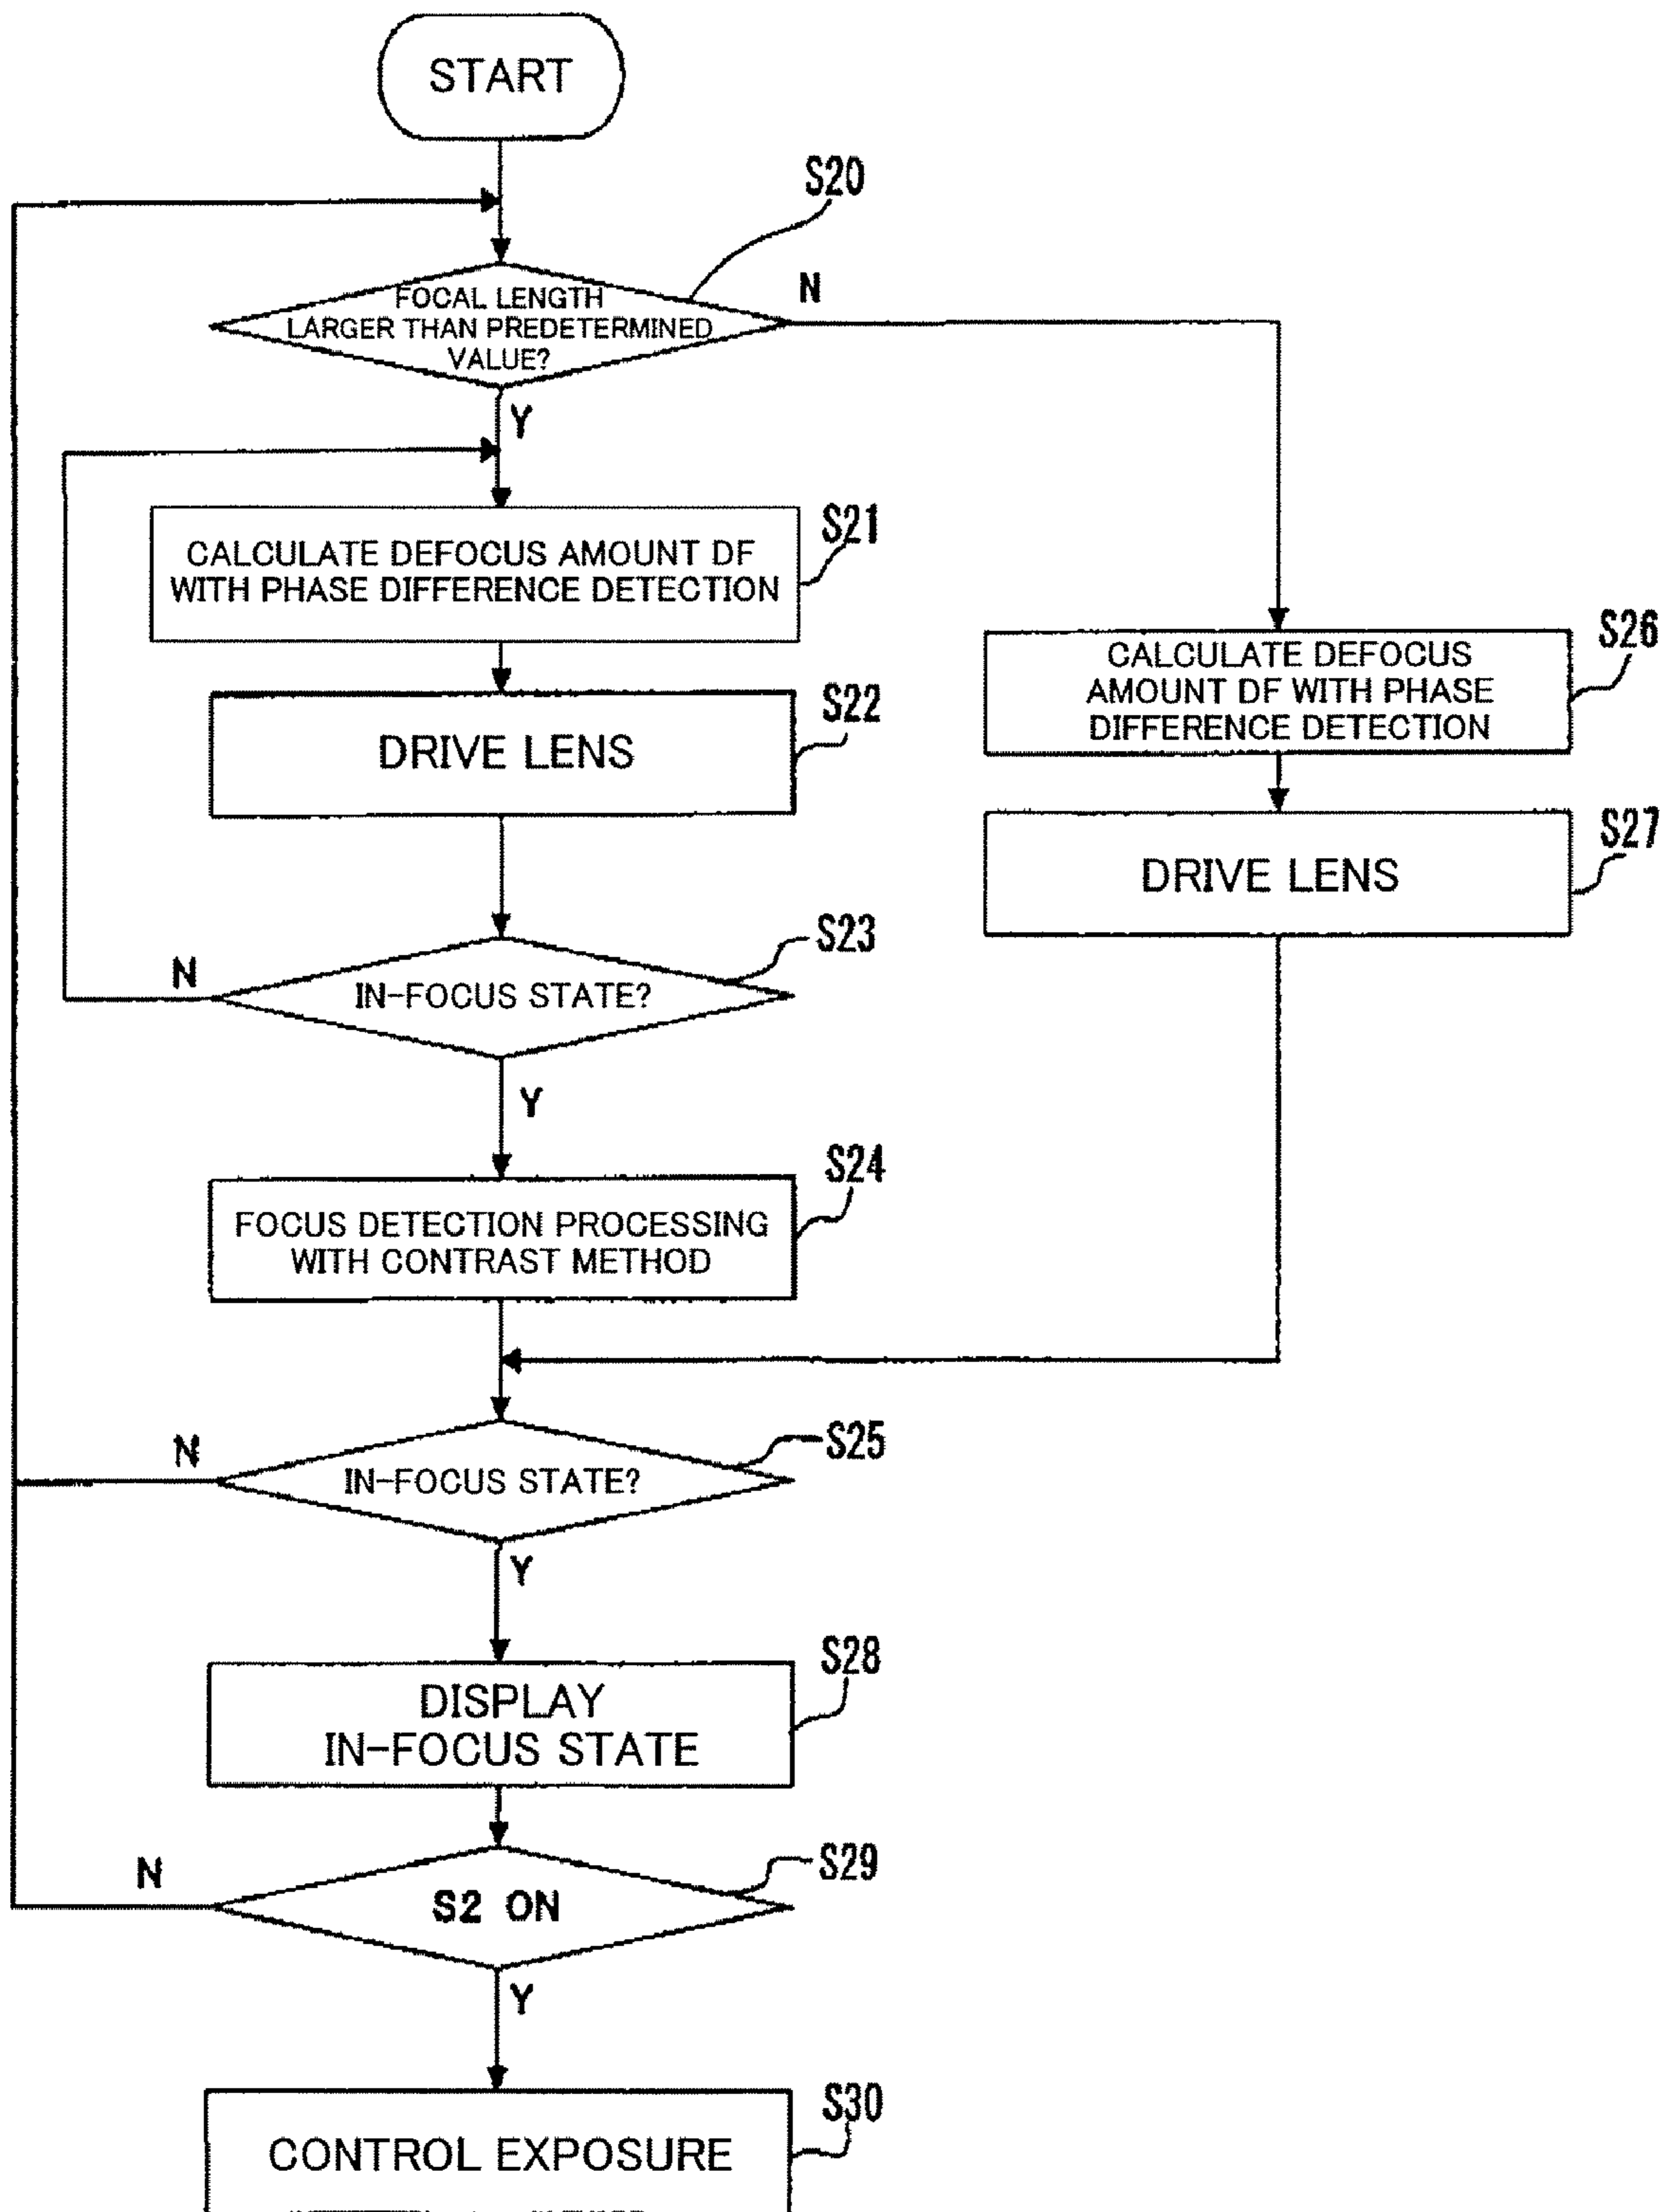 START
S20
FOCAL LENGTH
LARGER THAN PREDETERMINED
VALUE?
N
Y
S21
CALCULATE DEFOCUS AMOUNT DF
WITH PHASE DIFFERENCE DETECTION
S26
CALCULATE DEFOCUS
AMOUNT DF WITH PHASE
DIFFERENCE DETECTION
S22
DRIVE LENS
S27
DRIVE LENS
S23
N
IN-FOCUS STATE?
Y
S24
FOCUS DETECTION PROCESSING
WITH CONTRAST METHOD
S25
N
IN-FOCUS STATE?
Y
S28
DISPLAY
IN-FOCUS STATE
S29
N
S2 ON
Y
S30
CONTROL EXPOSURE